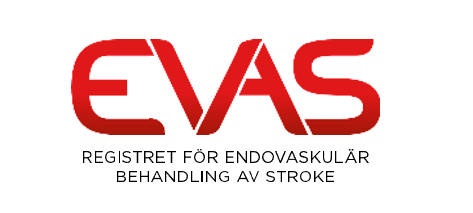 EVAS
REGISTRET FÖR ENDOVASKULÄR
BEHANDLING AV STROKE